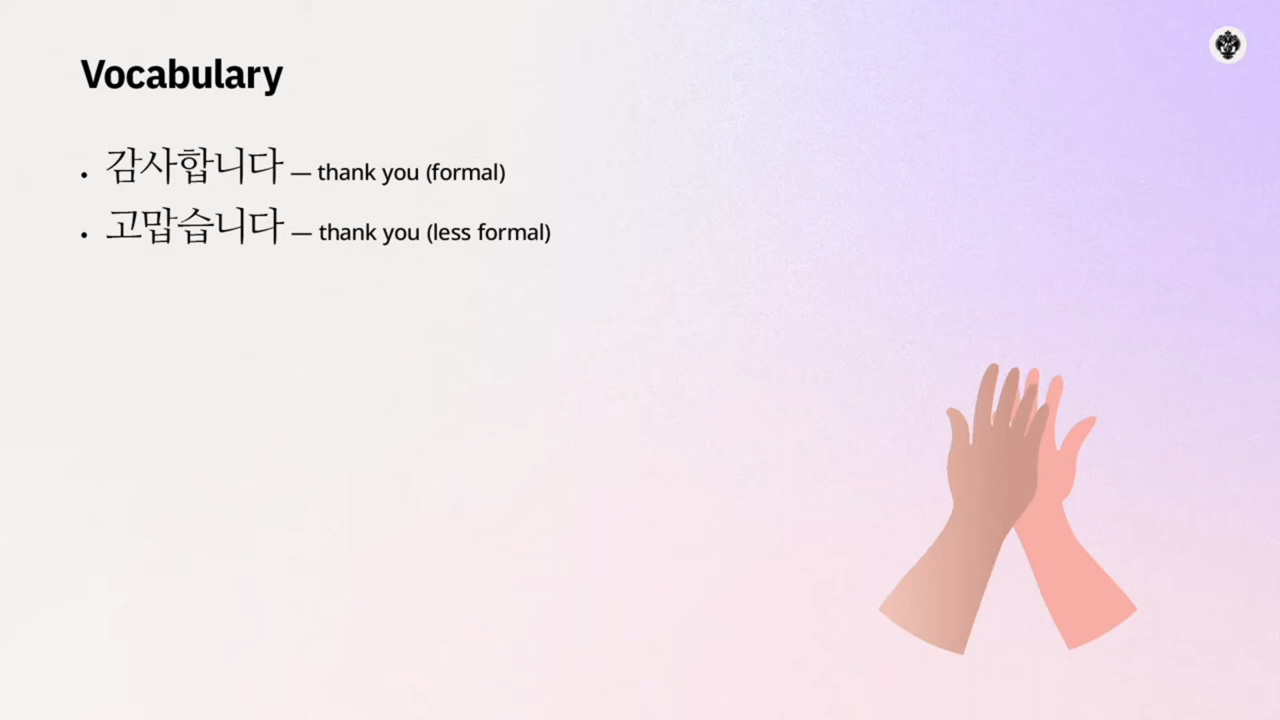 Vocabulary
• 감사합니다 — thank you (formal)
• 고맙습니다 — thank you (less formal)